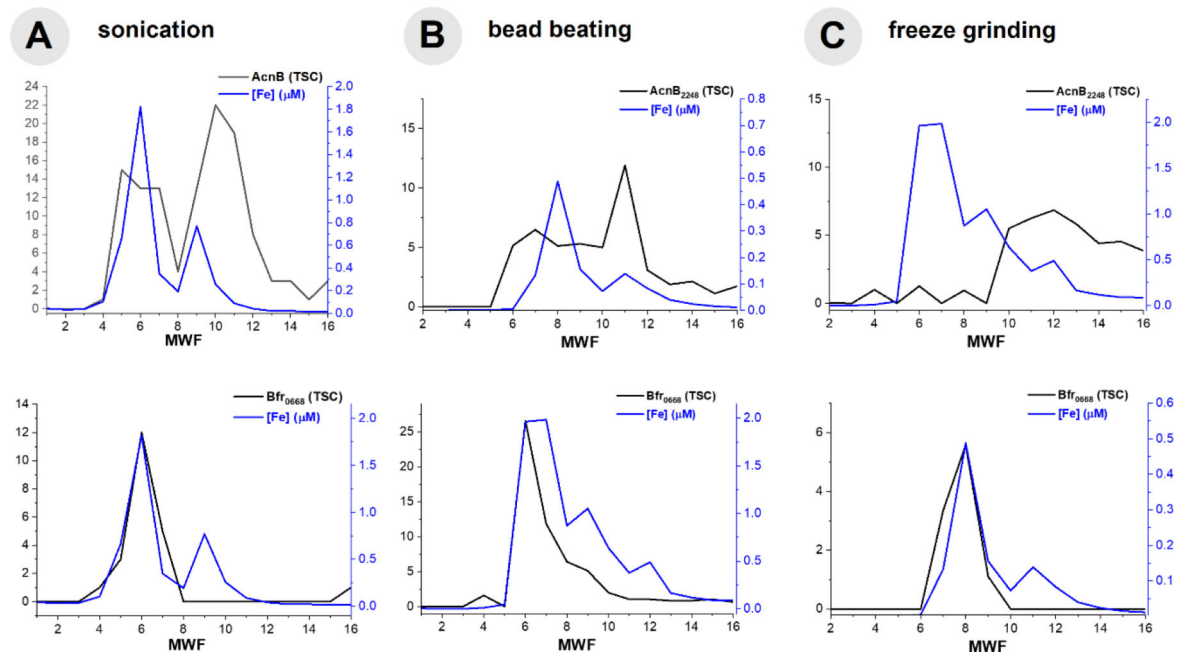 A sonication
B bead beating
C freeze grinding
AcnB (TSC)
[Fe] (µM)
24
22
20
18
16
14
12
10
8
6
4
2
0
2.0
1.8
1.6
1.4
1.2
1.0
0.8
0.6
0.4
0.2
0.0
2 4 6 8 10 12 14 16
MWF
AcnB2248 (TSC)
[Fe] (µM)
15
10
5
0
0.8
0.7
0.6
0.5
0.4
0.3
0.2
0.1
0.0
2 4 6 8 10 12 14 16
MWF
AcnB2248 (TSC)
[Fe] (µM)
15
10
5
0
2.0
1.5
1.0
0.5
0.0
2 4 6 8 10 12 14 16
MWF
Bfr0668 (TSC)
[Fe] (µM)
14
12
10
8
6
4
2
0
2.0
1.5
1.0
0.5
0.0
2 4 6 8 10 12 14 16
MWF
Bfr0668 (TSC)
[Fe] (µM)
25
20
15
10
5
0
2.0
1.5
1.0
0.5
0.0
2 4 6 8 10 12 14 16
MWF
Bfr0668 (TSC)
[Fe] (µM)
6
4
2
0
0.6
0.5
0.4
0.3
0.2
0.1
2 4 6 8 10 12 14 16
MWF